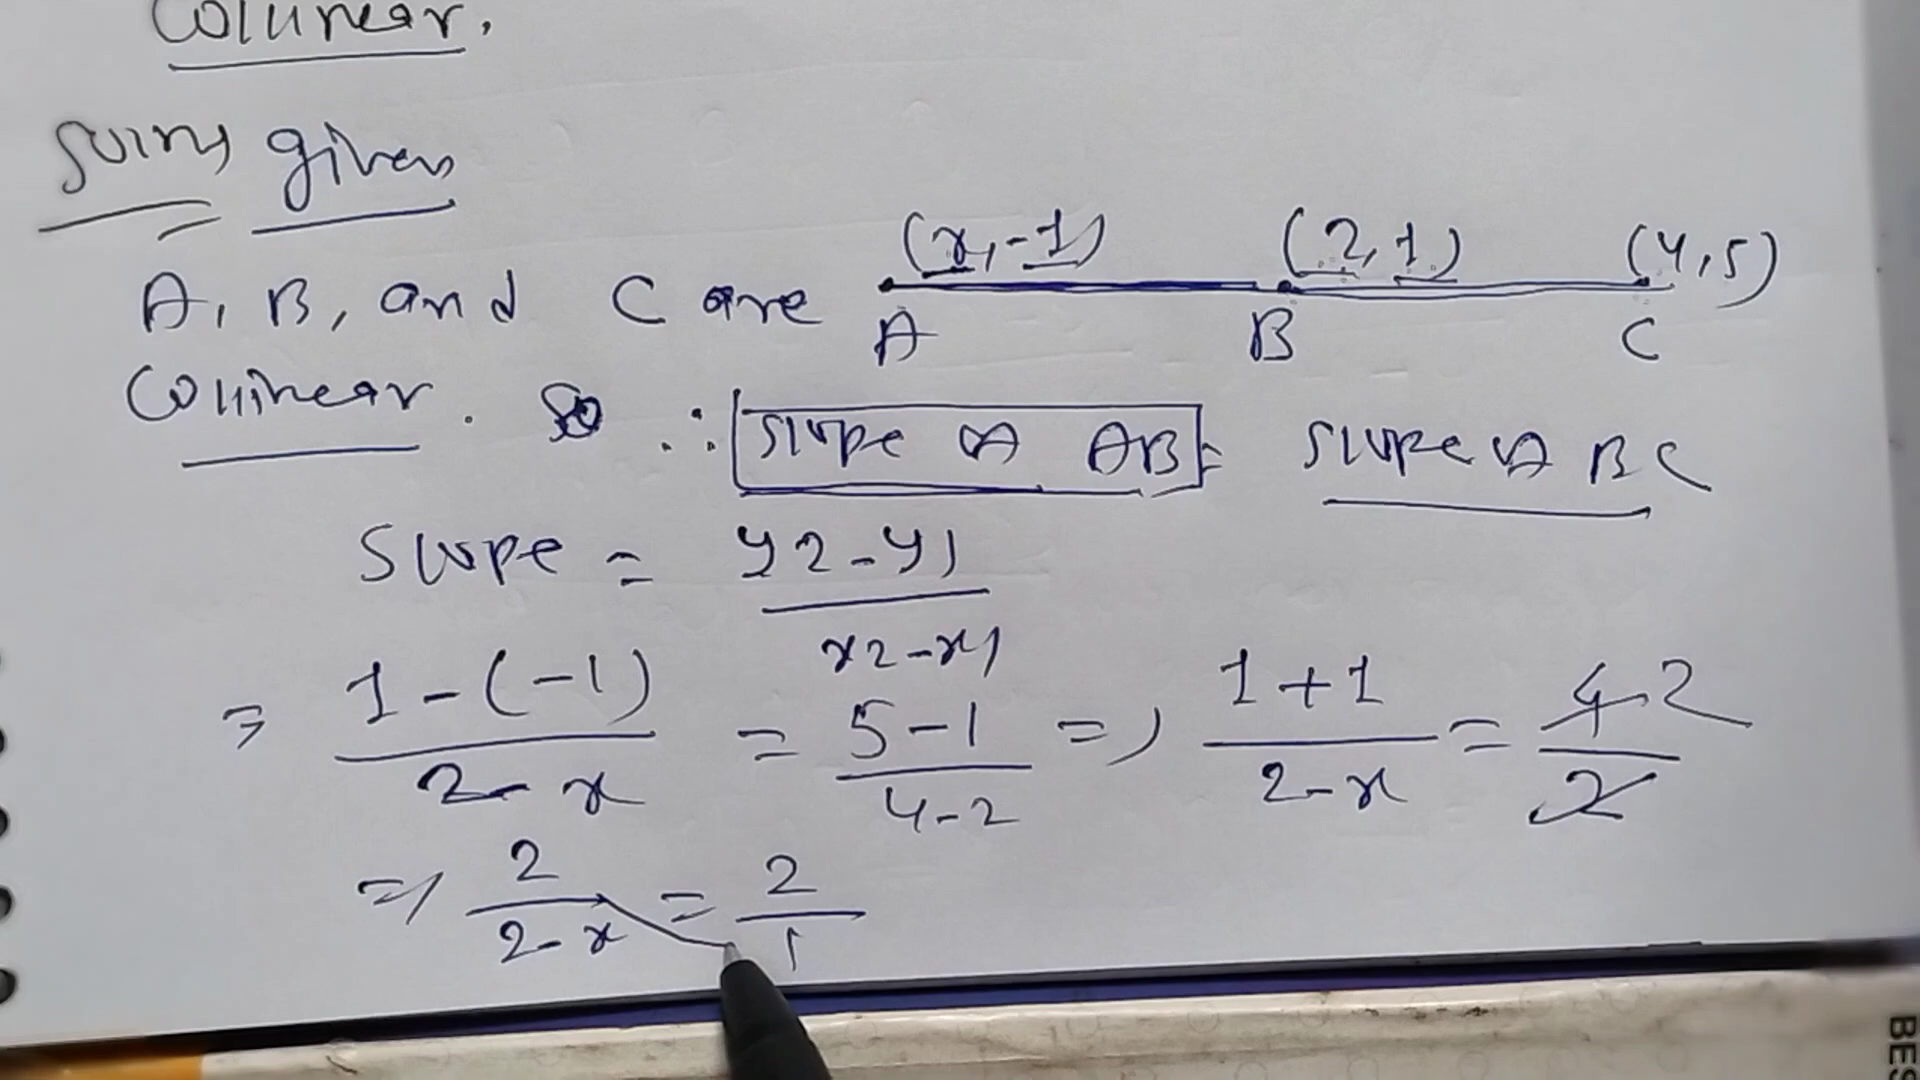 Collinear.
Solns given
(x,-1) (2,1) (4,5)
A, B, and C are A B C
Collinear. So ∴ Slope of AB = Slope of BC
Slope = y2-y1 / x2-x1
= 1-(-1) / 2-x = 5-1 / 4-2 => 1+1 / 2-x = 4 2 / 2
=> 2 / 2-x = 2 / 1
BES